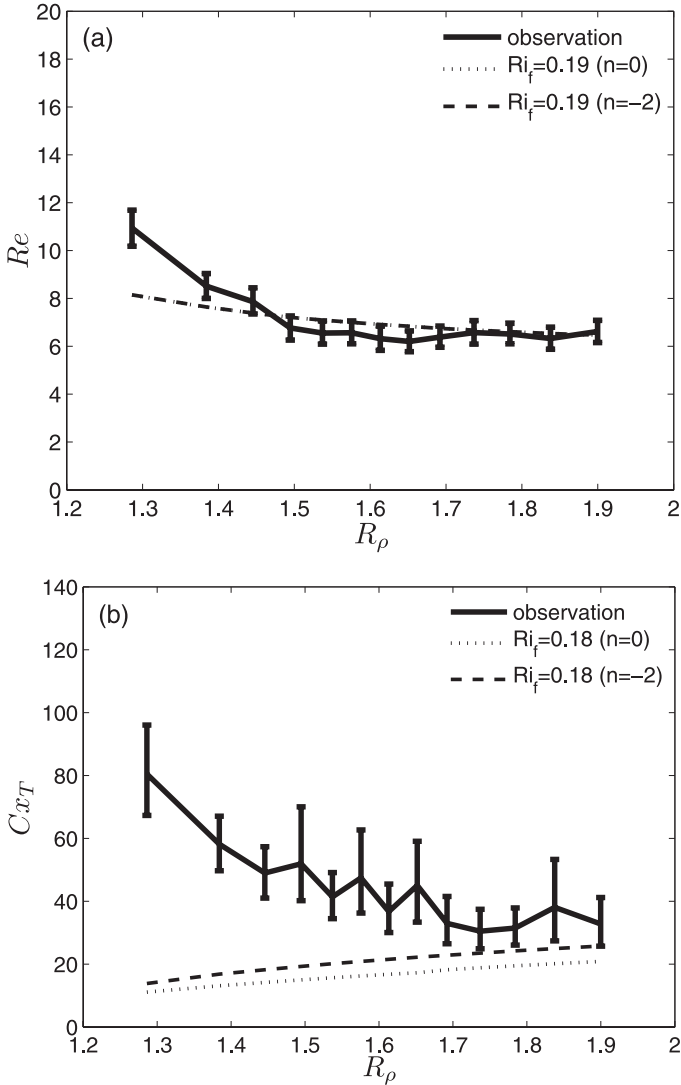 (a)
observation
Ri_f=0.19 (n=0)
Ri_f=0.19 (n=−2)
20
18
16
14
12
10
8
6
4
2
0
Re
1.2 1.3 1.4 1.5 1.6 1.7 1.8 1.9 2
R_ρ
(b)
observation
Ri_f=0.18 (n=0)
Ri_f=0.18 (n=−2)
140
120
100
80
60
40
20
0
Cx_T
1.2 1.3 1.4 1.5 1.6 1.7 1.8 1.9 2
R_ρ